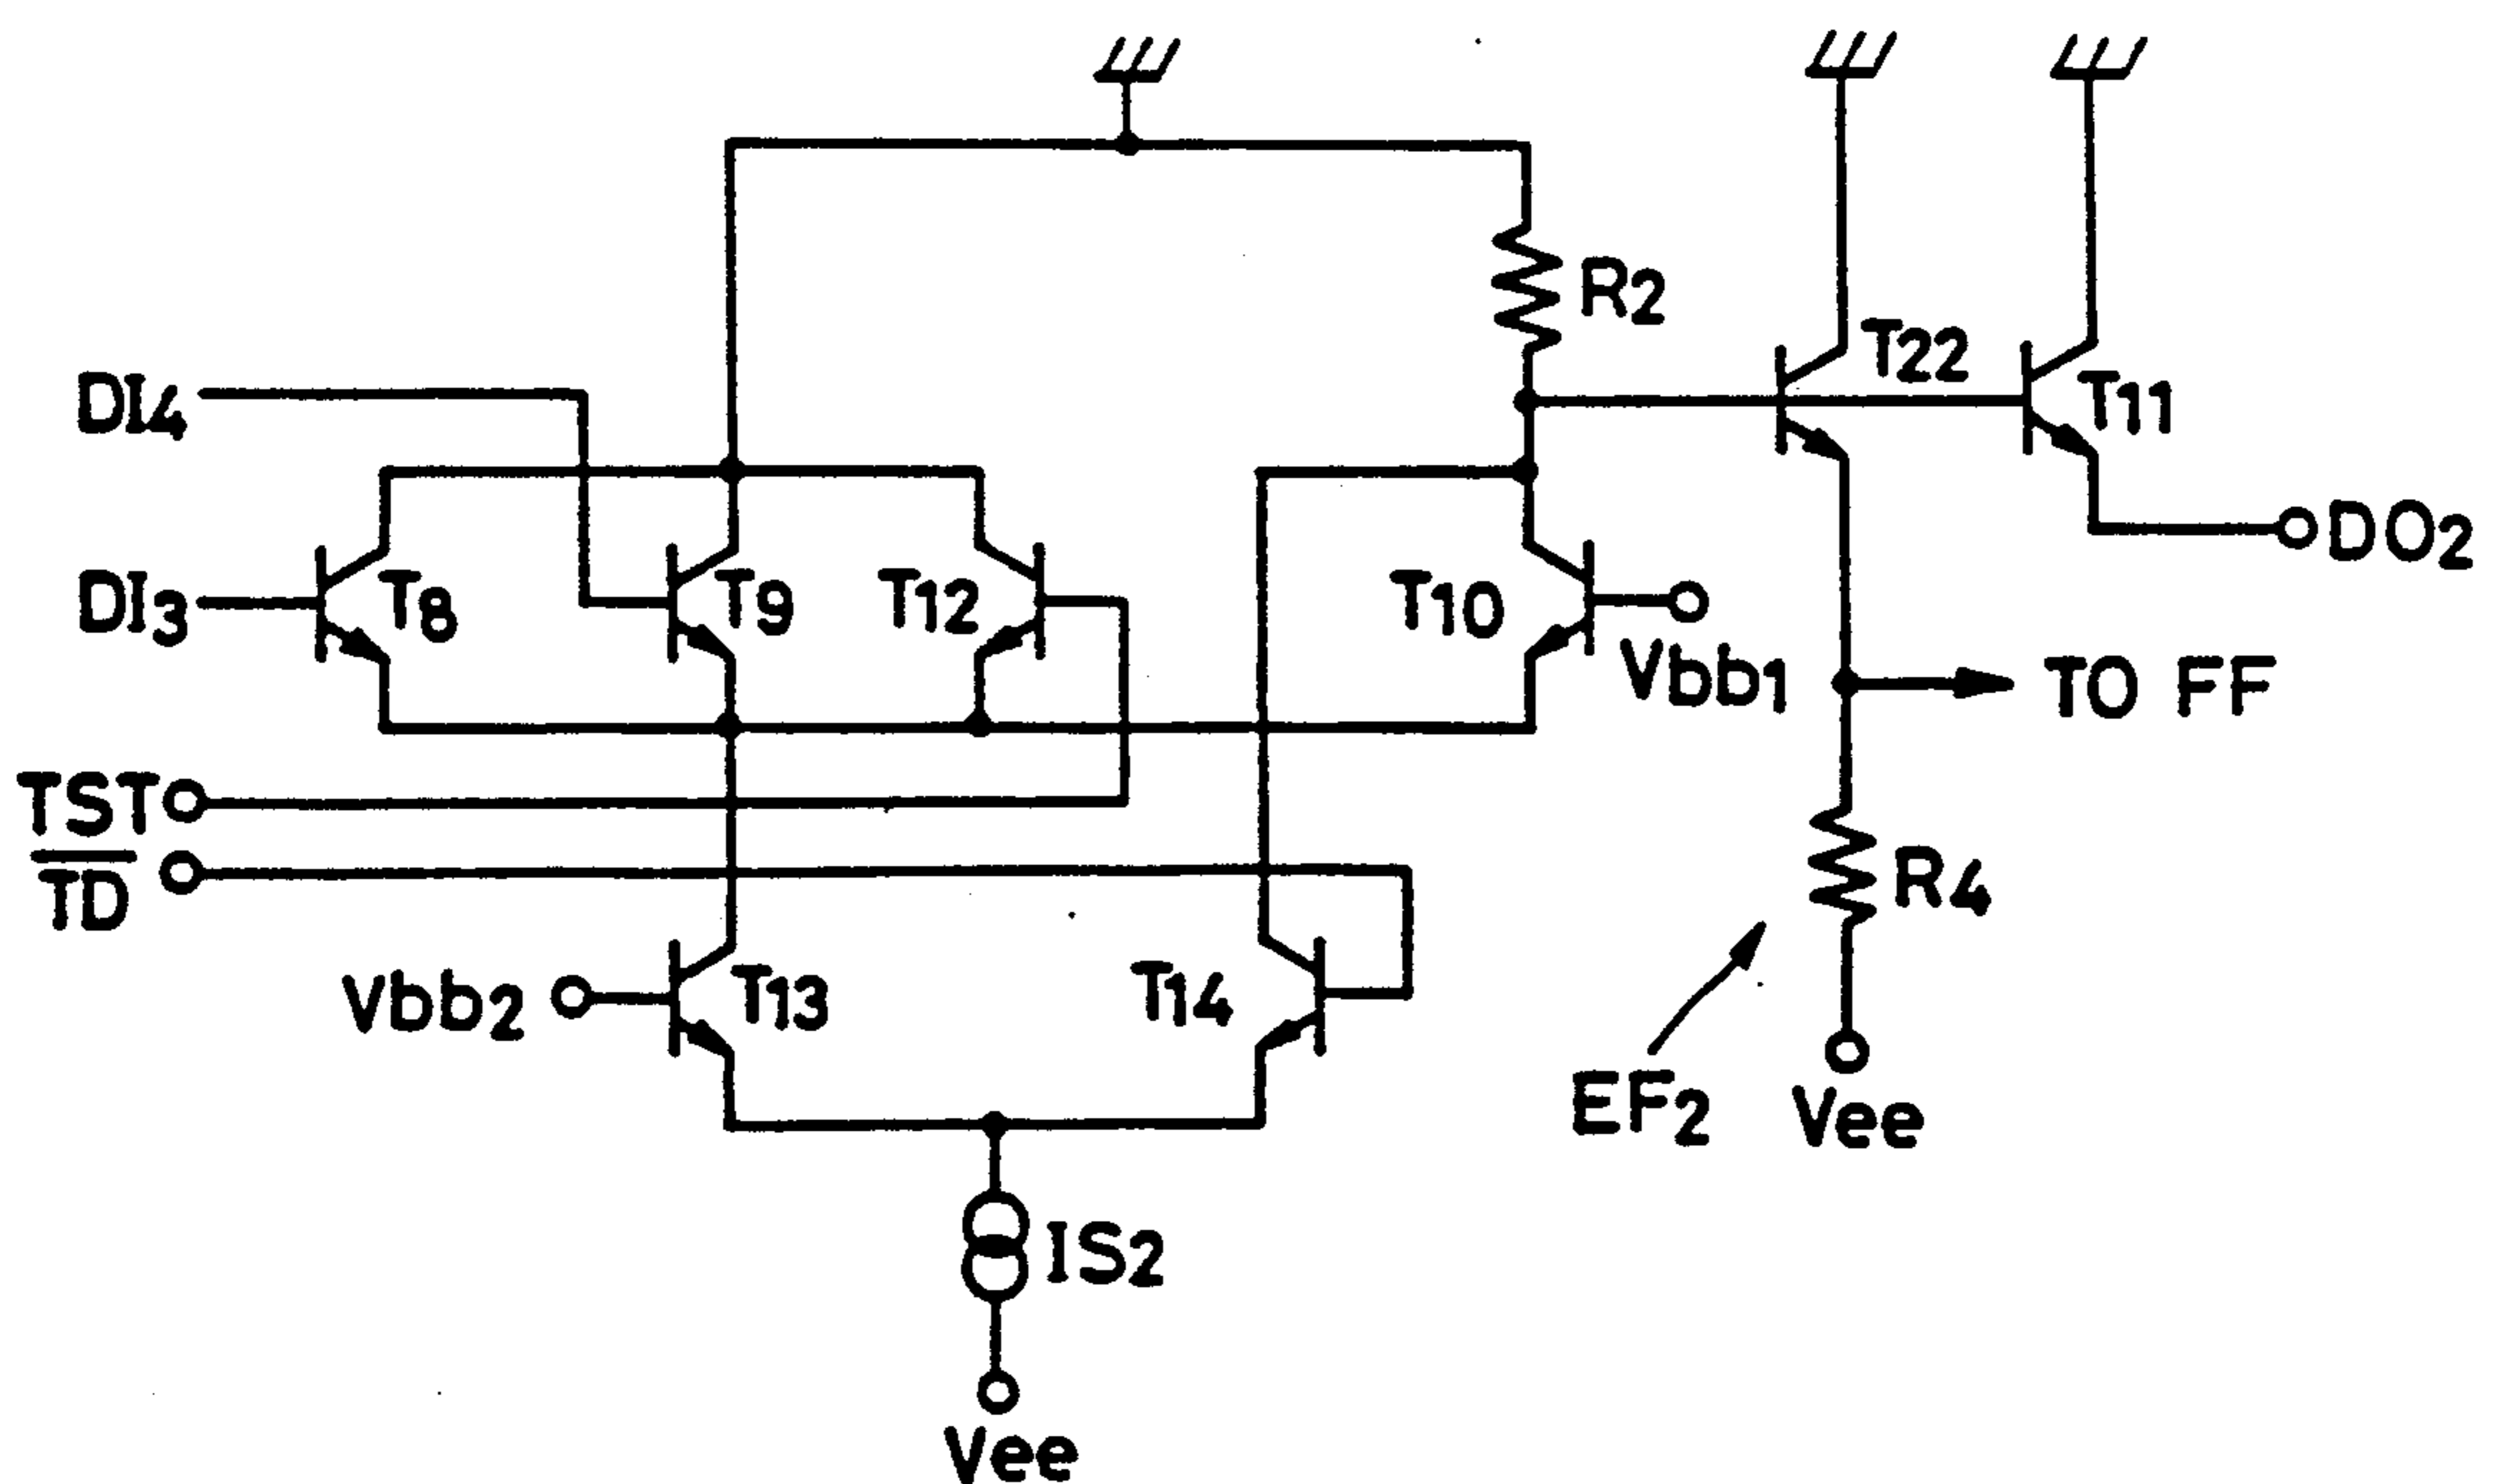 R2
T22
T11
DI4
DO2
DI3
T8
T9
T12
T10
Vbb1
TO FF
TST
T̅D̅
R4
Vbb2
T13
T14
EF2
Vee
IS2
Vee